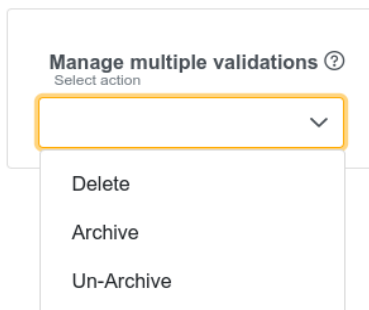 Manage multiple validations
Select action
Delete
Archive
Un-Archive